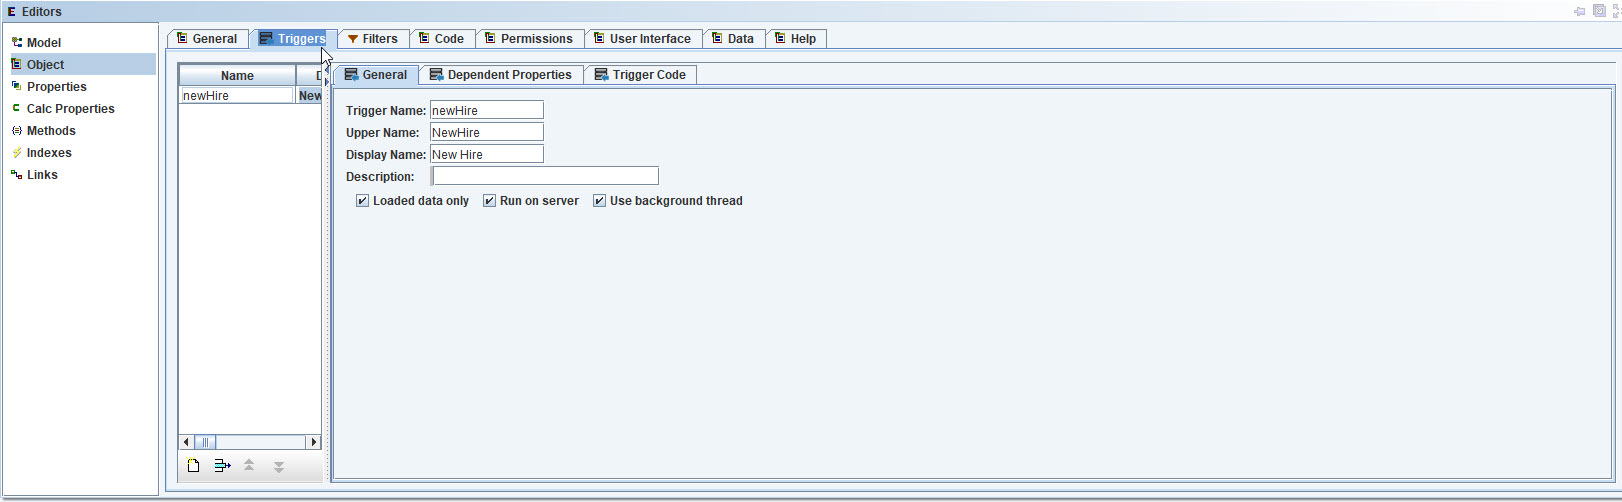 Editors
Model
Object
Properties
Calc Properties
Methods
Indexes
Links
General Triggers Filters Code Permissions User Interface Data Help
Name D
newHire New
General Dependent Properties Trigger Code
Trigger Name: newHire
Upper Name: NewHire
Display Name: New Hire
Description:
Loaded data only Run on server Use background thread